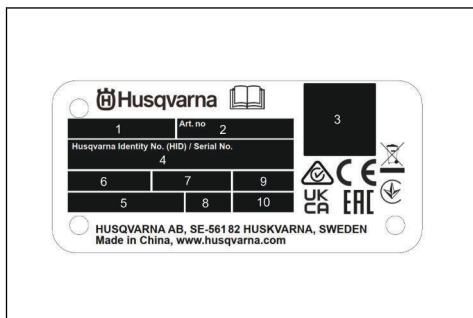 Husqvarna
1
Art. no 2
3
Husqvarna Identity No. (HID) / Serial No.
4
6 7 9
5 8 10
CE
UK
CA
EAC
HUSQVARNA AB, SE-561 82 HUSKVARNA, SWEDEN
Made in China, www.husqvarna.com